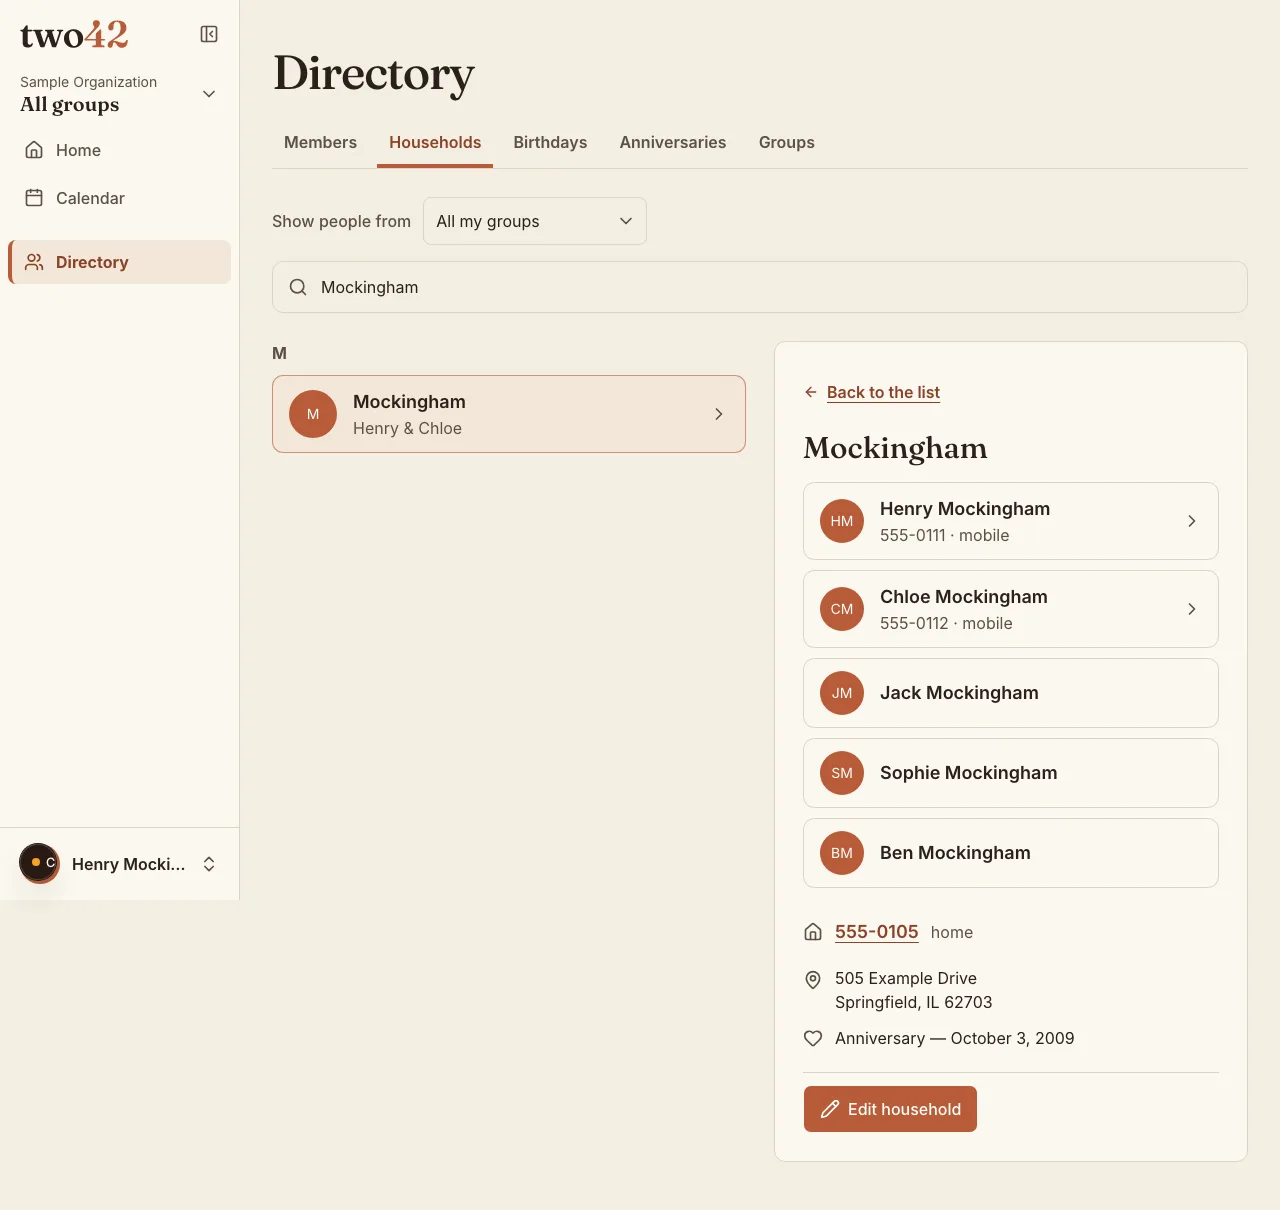 two42
Sample Organization
All groups
Home
Calendar
Directory
Henry Mocki...
C
Directory
Members
Households
Birthdays
Anniversaries
Groups
Show people from
All my groups
Mockingham
M
M
Mockingham
Henry & Chloe
Back to the list
Mockingham
HM
Henry Mockingham
555-0111 · mobile
CM
Chloe Mockingham
555-0112 · mobile
JM
Jack Mockingham
SM
Sophie Mockingham
BM
Ben Mockingham
555-0105 home
505 Example Drive
Springfield, IL 62703
Anniversary — October 3, 2009
Edit household